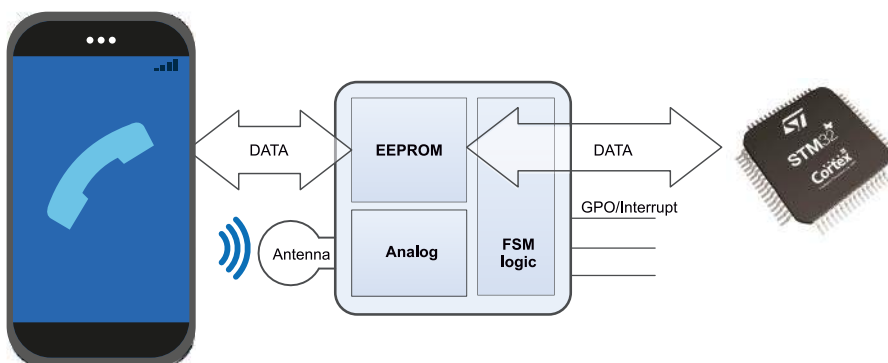 DATA
EEPROM
DATA
STM32
Cortex
GPO/Interrupt
Antenna
Analog
FSM
logic